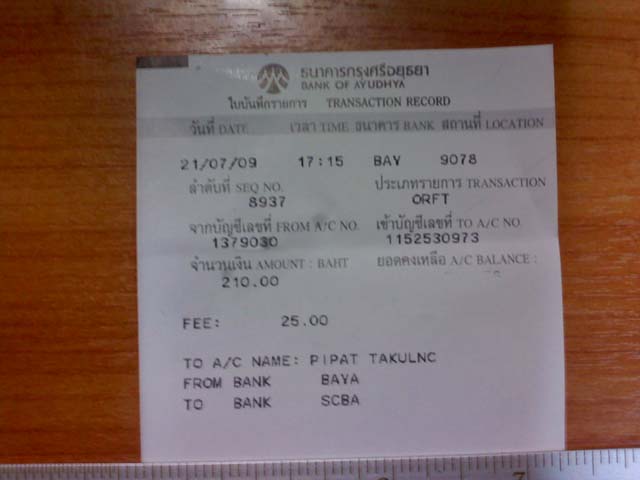 ธนาคารกรุงศรีอยุธยา
BANK OF AYUDHYA
ใบบันทึกรายการ TRANSACTION RECORD
วันที่ DATE เวลา TIME ธนาคาร BANK สถานที่ LOCATION
21/07/09 17:15 BAY 9078
ลำดับที่ SEQ NO. ประเภทรายการ TRANSACTION
8937 ORFT
จากบัญชีเลขที่ FROM A/C NO. เข้าบัญชีเลขที่ TO A/C NO.
1379030 1152530973
จำนวนเงิน AMOUNT : BAHT ยอดคงเหลือ A/C BALANCE :
210.00
FEE: 25.00
TO A/C NAME: PIPAT TAKULNC
FROM BANK BAYA
TO BANK SCBA
7